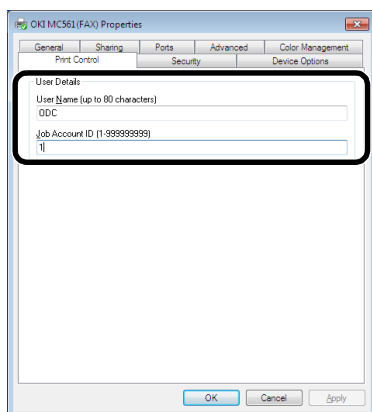 OKI MC561(FAX) Properties
General Sharing Ports Advanced Color Management
Print Control Security Device Options
User Details
User Name (up to 80 characters)
ODC
Job Account ID (1-999999999)
1
OK Cancel Apply